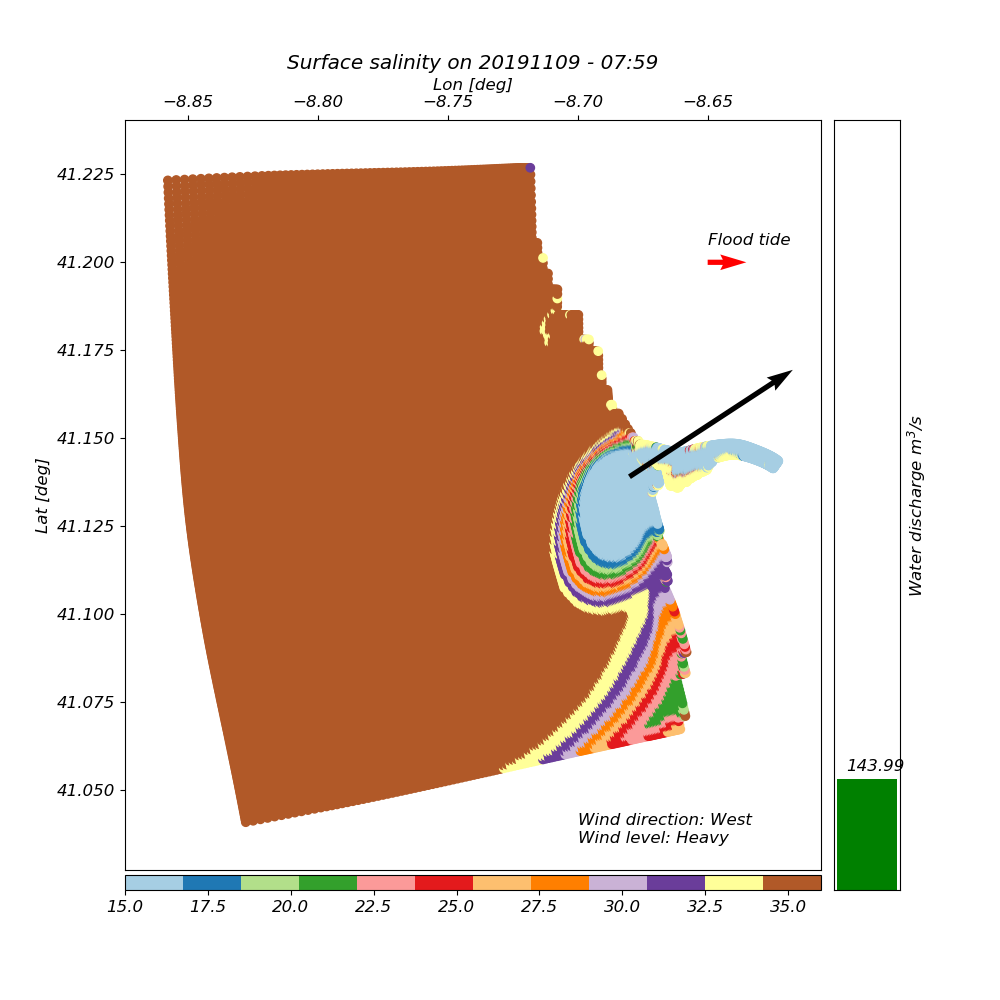 Surface salinity on 20191109 - 07:59
Lon [deg]
−8.85 −8.80 −8.75 −8.70 −8.65
41.225
41.200
41.175
41.150
41.125
41.100
41.075
41.050
Lat [deg]
Flood tide
Wind direction: West
Wind level: Heavy
143.99
Water discharge m³/s
15.0 17.5 20.0 22.5 25.0 27.5 30.0 32.5 35.0